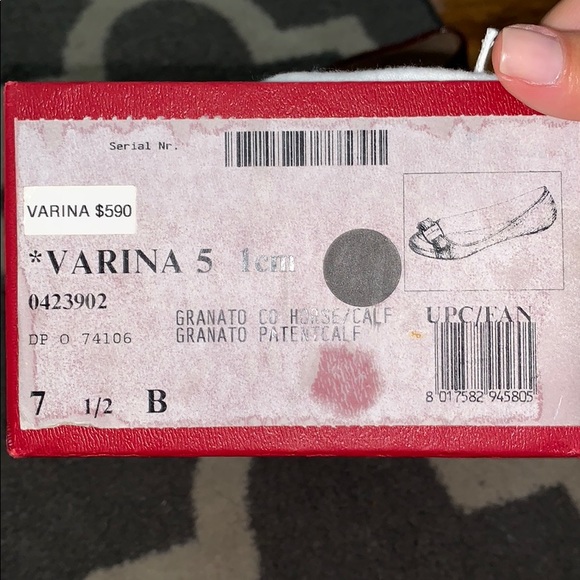 Serial Nr.
VARINA $590
*VARINA 5 1cm
0423902
DP O 74106
GRANATO CO HORSE/CALF
GRANATO PATENTCALF
UPC/EAN
8 017582 945805
7 1/2 B